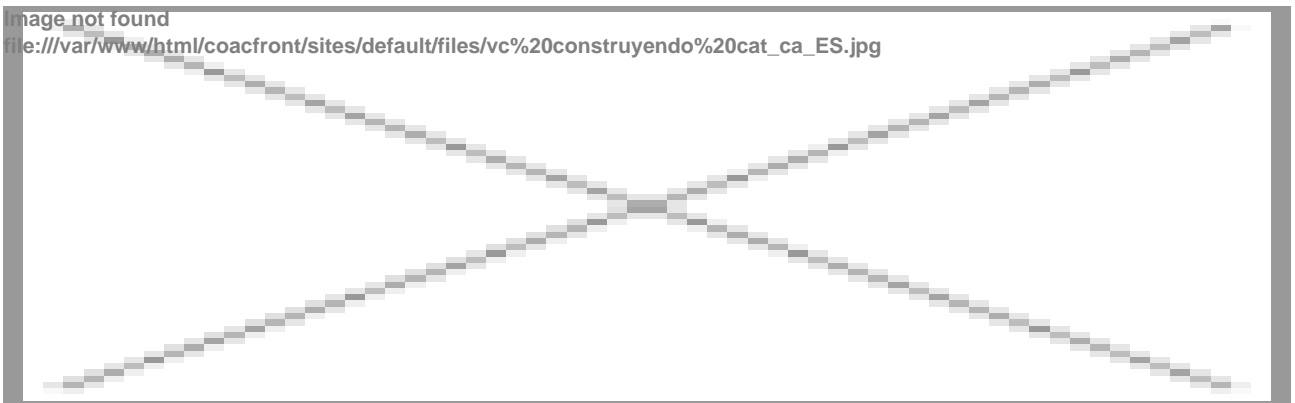 Image not found
file:///var/www/html/coacfront/sites/default/files/vc%20construyendo%20cat_ca_ES.jpg